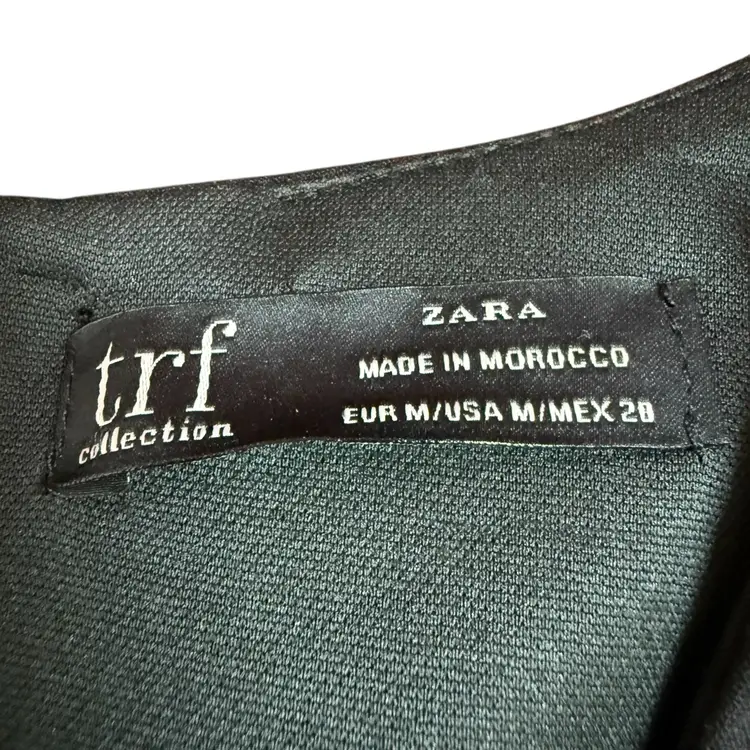 trf
collection
ZARA
MADE IN MOROCCO
EUR M/USA M/MEX 28